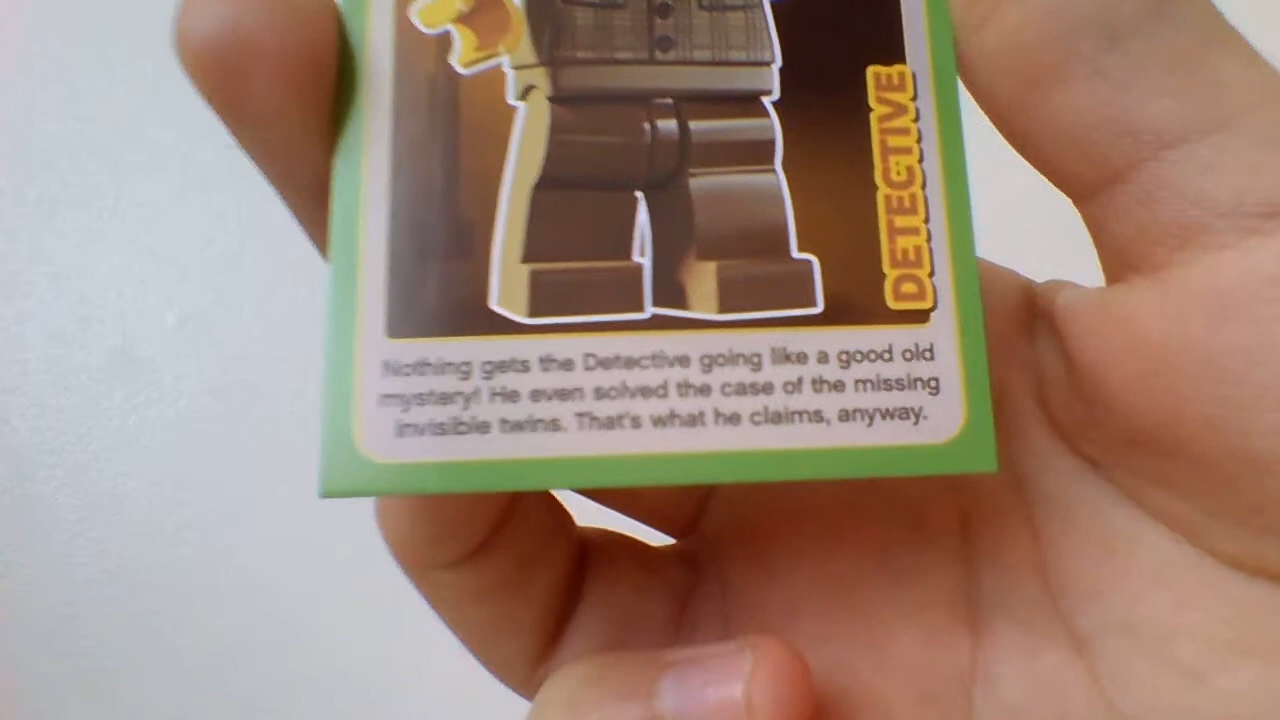 DETECTIVE
Nothing gets the Detective going like a good old
mystery! He even solved the case of the missing
invisible twins. That's what he claims, anyway.